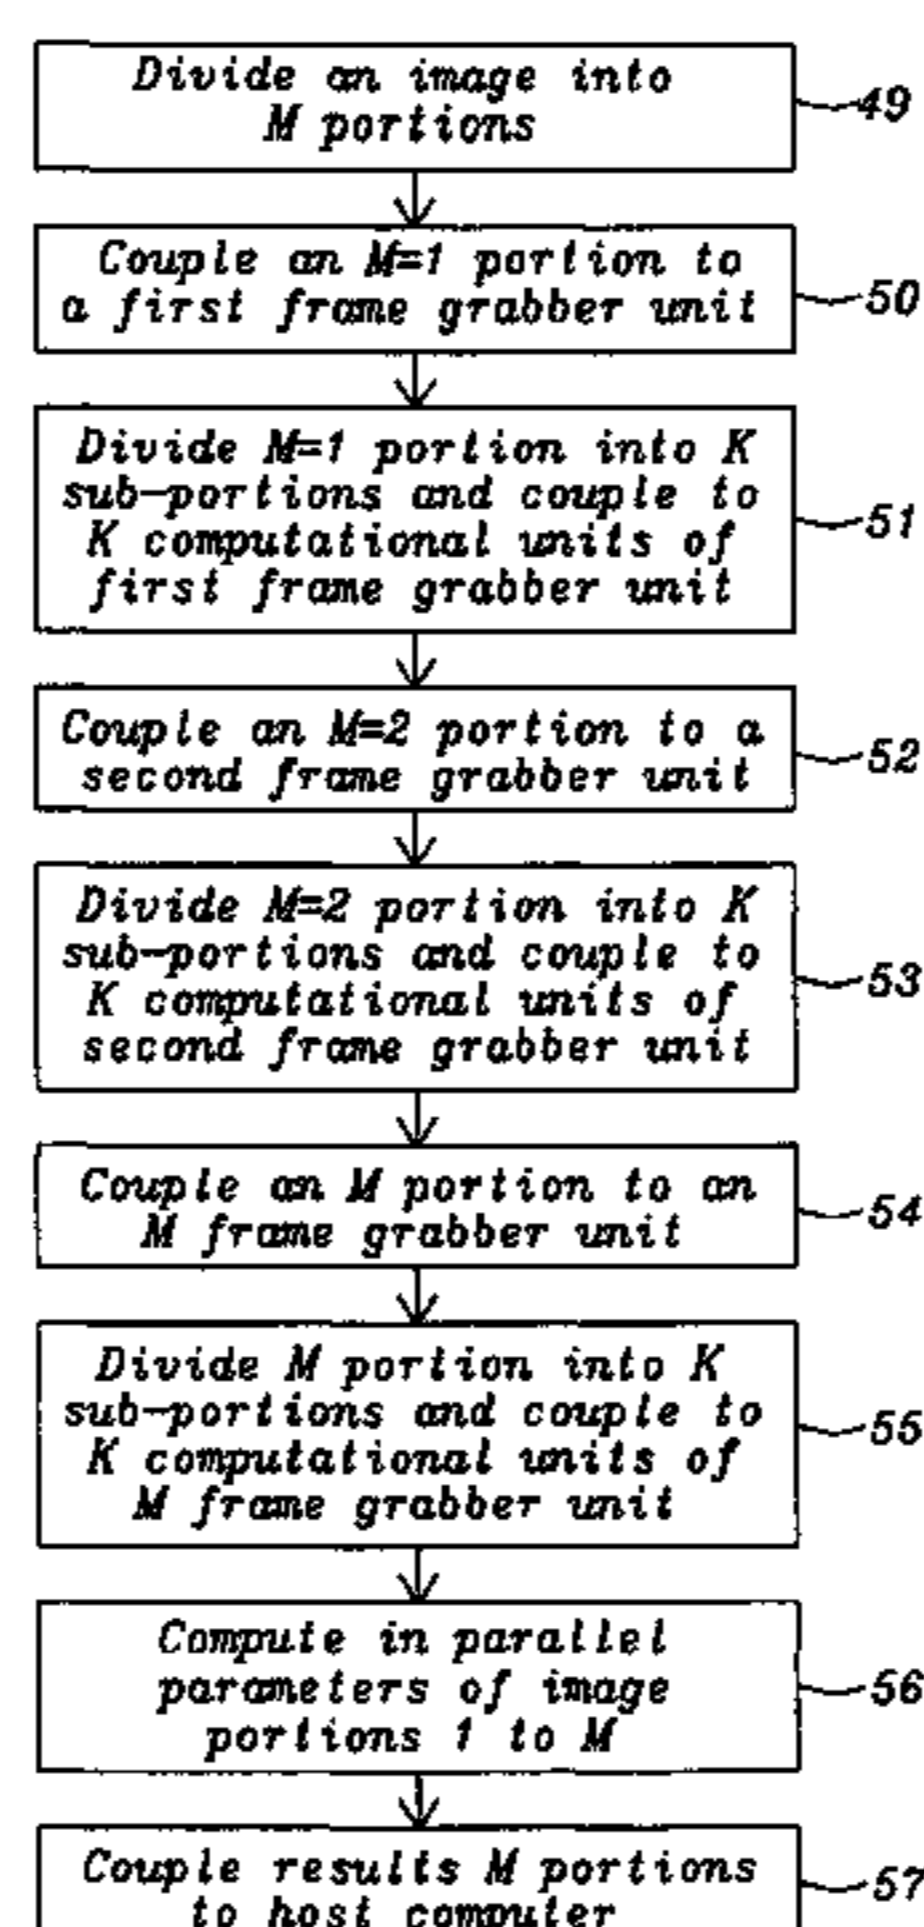 Divide an image into
M portions
49
Couple an M=1 portion to
a first frame grabber unit
50
Divide M=1 portion into K
sub-portions and couple to
K computational units of
first frame grabber unit
51
Couple an M=2 portion to a
second frame grabber unit
52
Divide M=2 portion into K
sub-portions and couple to
K computational units of
second frame grabber unit
53
Couple an M portion to an
M frame grabber unit
54
Divide M portion into K
sub-portions and couple to
K computational units of
M frame grabber unit
55
Compute in parallel
parameters of image
portions 1 to M
56
Couple results M portions
to host computer
57